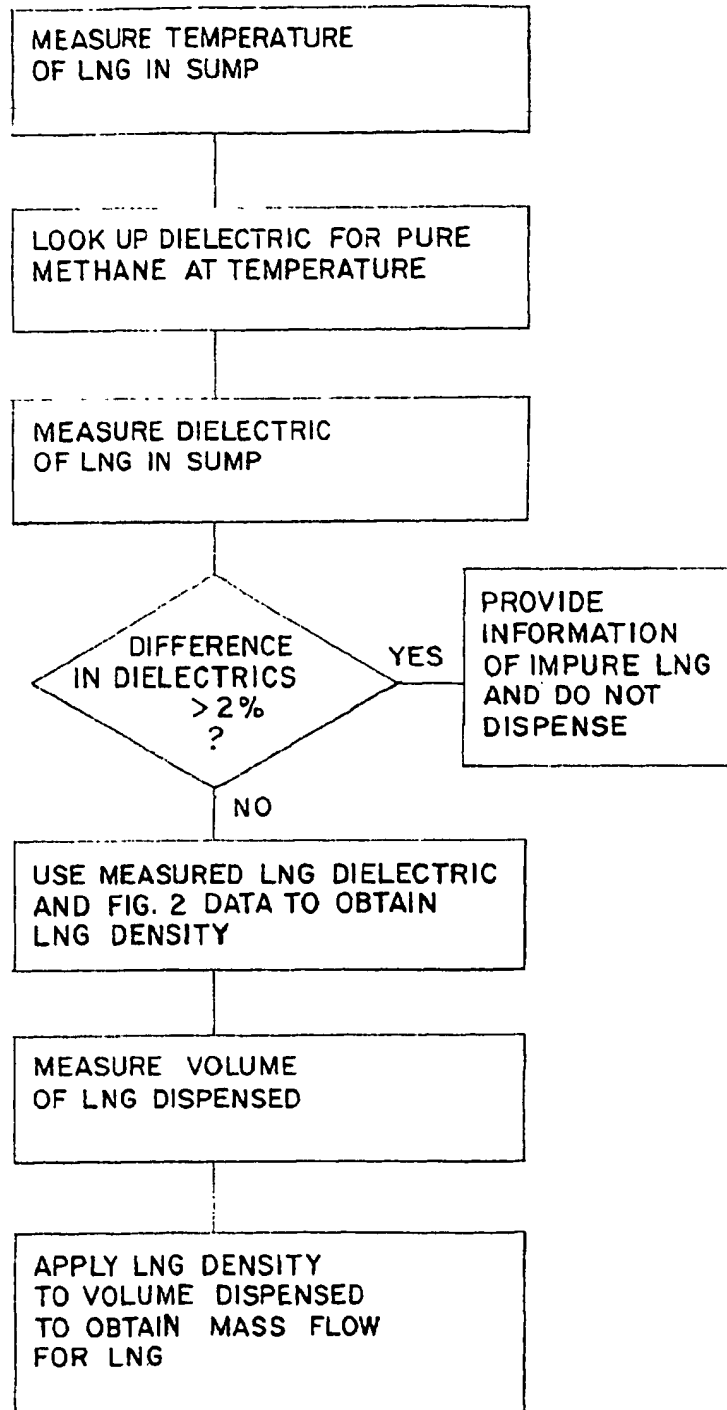 MEASURE TEMPERATURE
OF LNG IN SUMP
LOOK UP DIELECTRIC FOR PURE
METHANE AT TEMPERATURE
MEASURE DIELECTRIC
OF LNG IN SUMP
DIFFERENCE
IN DIELECTRICS
>2%
?
YES
PROVIDE
INFORMATION
OF IMPURE LNG
AND DO NOT
DISPENSE
NO
USE MEASURED LNG DIELECTRIC
AND FIG. 2 DATA TO OBTAIN
LNG DENSITY
MEASURE VOLUME
OF LNG DISPENSED
APPLY LNG DENSITY
TO VOLUME DISPENSED
TO OBTAIN MASS FLOW
FOR LNG